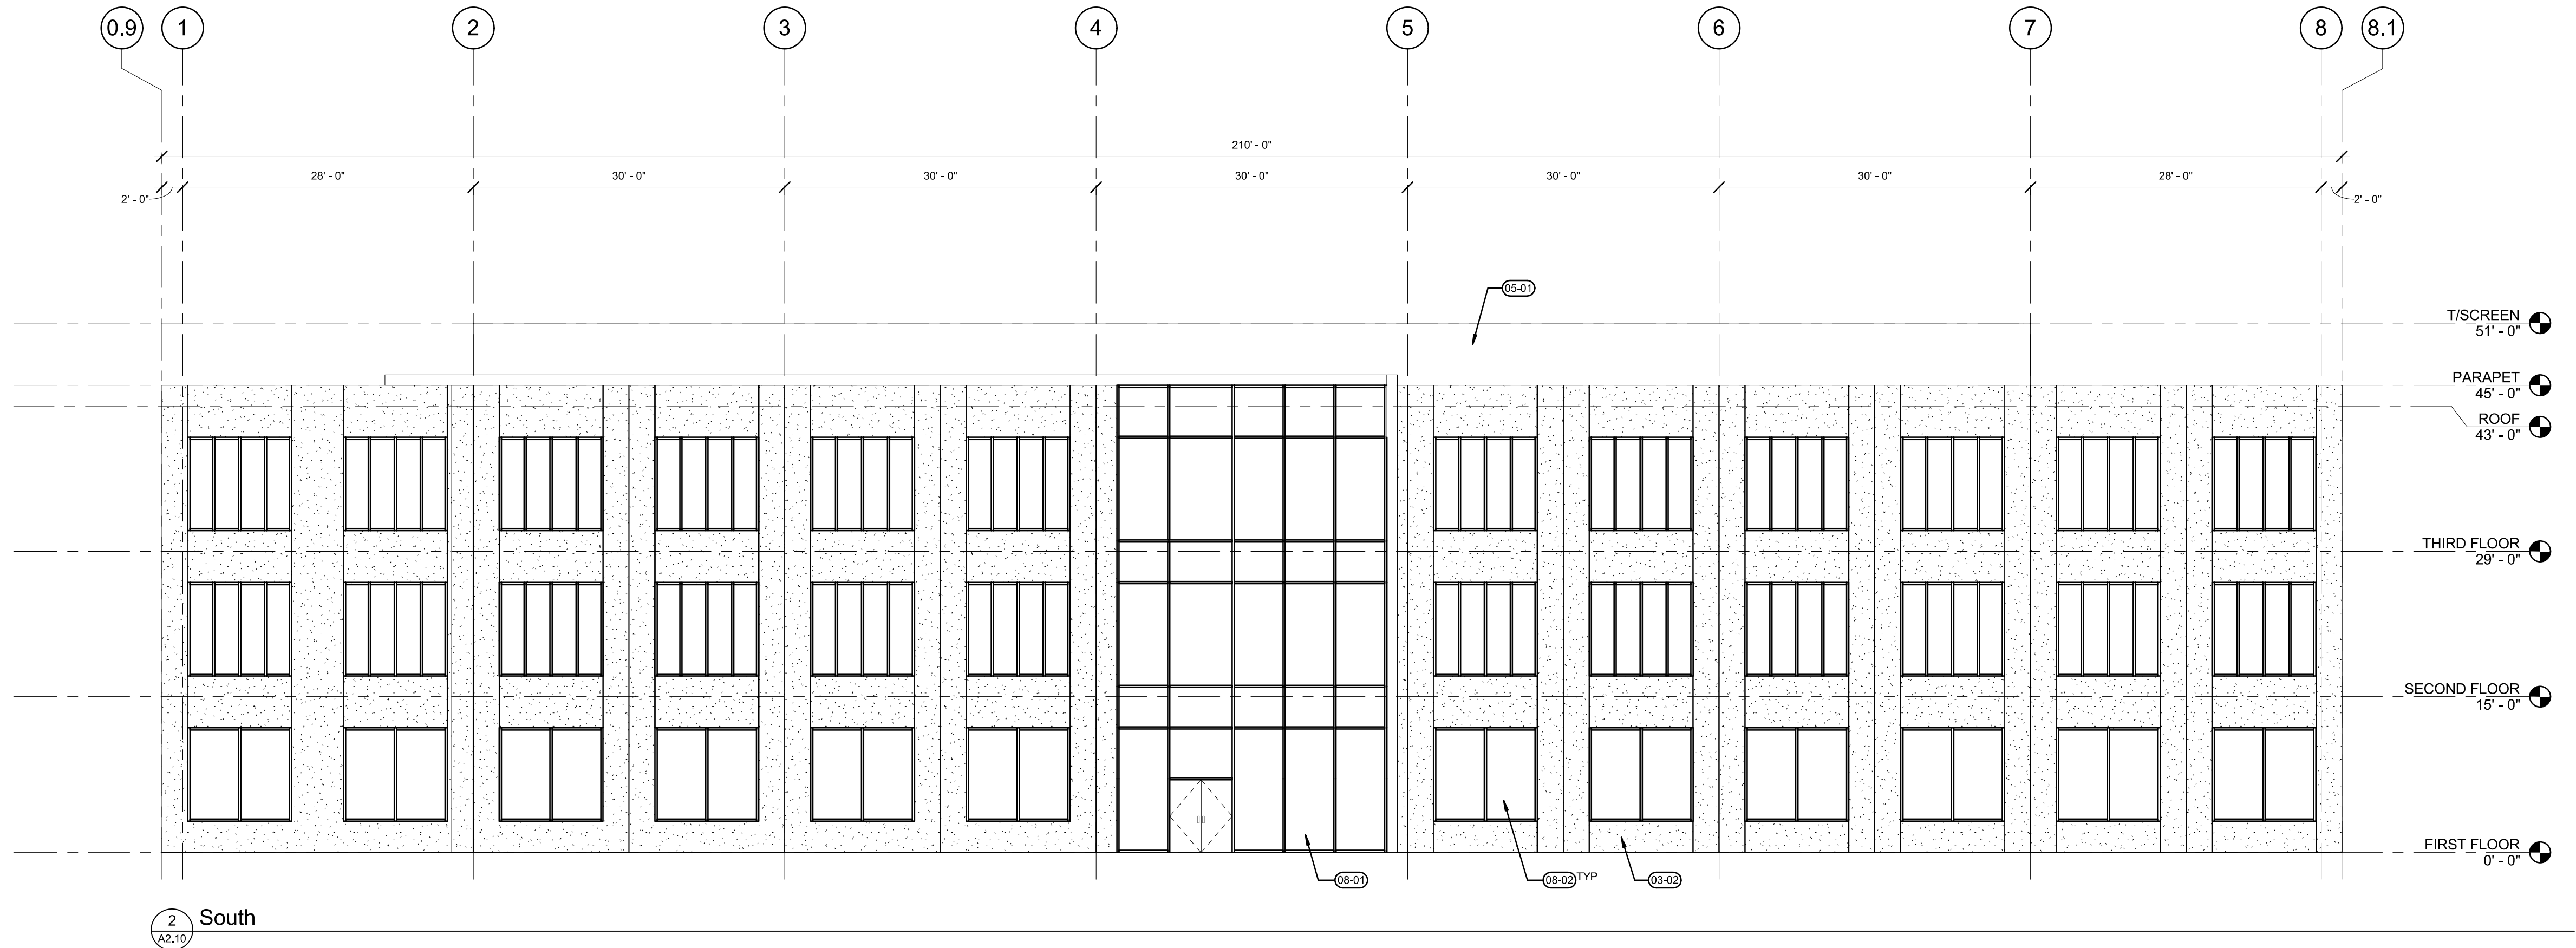 0.9 1 2 3 4 5 6 7 8 8.1
210' - 0"
28' - 0" 30' - 0" 30' - 0" 30' - 0" 30' - 0" 30' - 0" 28' - 0"
2' - 0" 2' - 0"
05-01
T/SCREEN
51' - 0"
PARAPET
45' - 0"
ROOF
43' - 0"
THIRD FLOOR
29' - 0"
SECOND FLOOR
15' - 0"
FIRST FLOOR
0' - 0"
08-01 08-02 TYP 03-02
2 South
A2.10